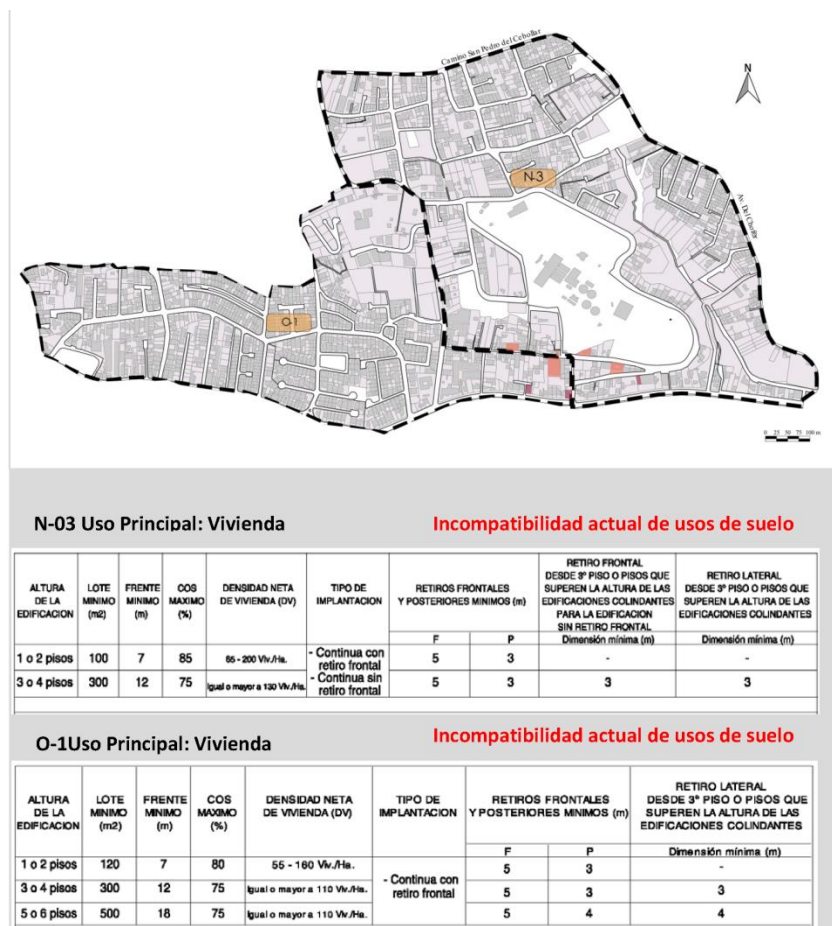 Camino San Pedro del Cebollar
N
N-3
Av. Del Chofer
O-1
0 25 50 75 100 m
N-03 Uso Principal: Vivienda
Incompatibilidad actual de usos de suelo
ALTURA DE LA EDIFICACION
LOTE MINIMO (m2)
FRENTE MINIMO (m)
COS MAXIMO (%)
DENSIDAD NETA DE VIVIENDA (DV)
TIPO DE IMPLANTACION
RETIROS FRONTALES Y POSTERIORES MINIMOS (m)
RETIRO FRONTAL DESDE 3º PISO O PISOS QUE SUPEREN LA ALTURA DE LAS EDIFICACIONES COLINDANTES PARA LA EDIFICACION SIN RETIRO FRONTAL
RETIRO LATERAL DESDE 3º PISO O PISOS QUE SUPEREN LA ALTURA DE LAS EDIFICACIONES COLINDANTES
F P Dimensión mínima (m) Dimensión mínima (m)
1 o 2 pisos 100 7 85 65 - 200 Viv./Ha. - Continua con retiro frontal 5 3 - -
3 o 4 pisos 300 12 75 Igual o mayor a 130 Viv./Ha. - Continua sin retiro frontal 5 3 3 3
O-1Uso Principal: Vivienda
Incompatibilidad actual de usos de suelo
ALTURA DE LA EDIFICACION
LOTE MINIMO (m2)
FRENTE MINIMO (m)
COS MAXIMO (%)
DENSIDAD NETA DE VIVIENDA (DV)
TIPO DE IMPLANTACION
RETIROS FRONTALES Y POSTERIORES MINIMOS (m)
RETIRO LATERAL DESDE 3º PISO O PISOS QUE SUPEREN LA ALTURA DE LAS EDIFICACIONES COLINDANTES
F P Dimensión mínima (m)
1 o 2 pisos 120 7 80 55 - 160 Viv./Ha. 5 3 -
- Continua con retiro frontal
3 o 4 pisos 300 12 75 Igual o mayor a 110 Viv./Ha. 5 3 3
5 o 6 pisos 500 18 75 Igual o mayor a 110 Viv./Ha. 5 4 4